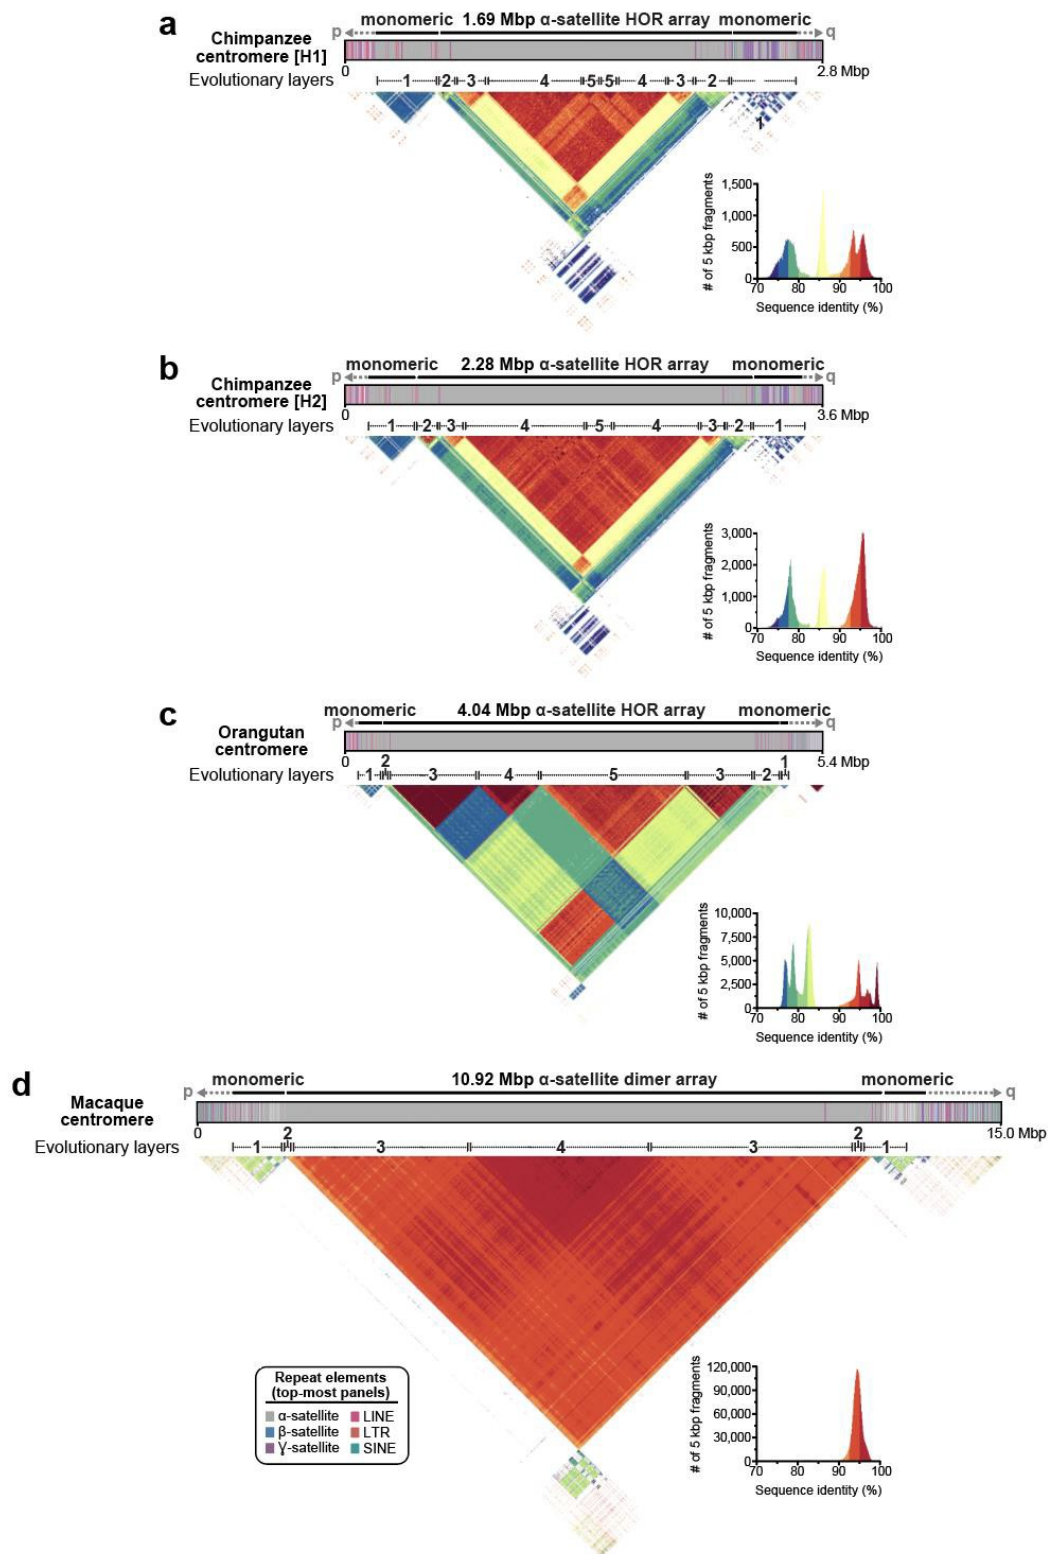 a
monomeric 1.69 Mbp α-satellite HOR array monomeric
p q
Chimpanzee
centromere [H1]
0 2.8 Mbp
Evolutionary layers 1 2 3 4 5 5 4 3 2
1
# of 5 kbp fragments
1,500
1,000
500
0
70 80 90 100
Sequence identity (%)
b
monomeric 2.28 Mbp α-satellite HOR array monomeric
p q
Chimpanzee
centromere [H2]
0 3.6 Mbp
Evolutionary layers 1 2 3 4 5 4 3 2 1
# of 5 kbp fragments
3,000
2,000
1,000
0
70 80 90 100
Sequence identity (%)
c
monomeric 4.04 Mbp α-satellite HOR array monomeric
p q
Orangutan
centromere
0 5.4 Mbp
2 1
Evolutionary layers 1 3 4 5 3 2
# of 5 kbp fragments
10,000
7,500
5,000
2,500
0
70 80 90 100
Sequence identity (%)
d
monomeric 10.92 Mbp α-satellite dimer array monomeric
p q
Macaque
centromere
0 15.0 Mbp
2 2
Evolutionary layers 1 3 4 3 1
Repeat elements
(top-most panels)
α-satellite LINE
β-satellite LTR
γ-satellite SINE
# of 5 kbp fragments
120,000
90,000
60,000
30,000
0
70 80 90 100
Sequence identity (%)